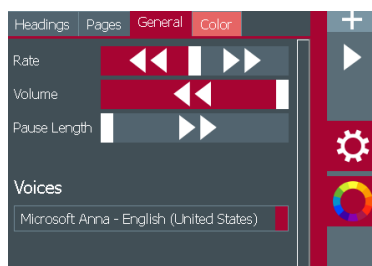 Headings Pages General Color
Rate
Volume
Pause Length
Voices
Microsoft Anna - English (United States)